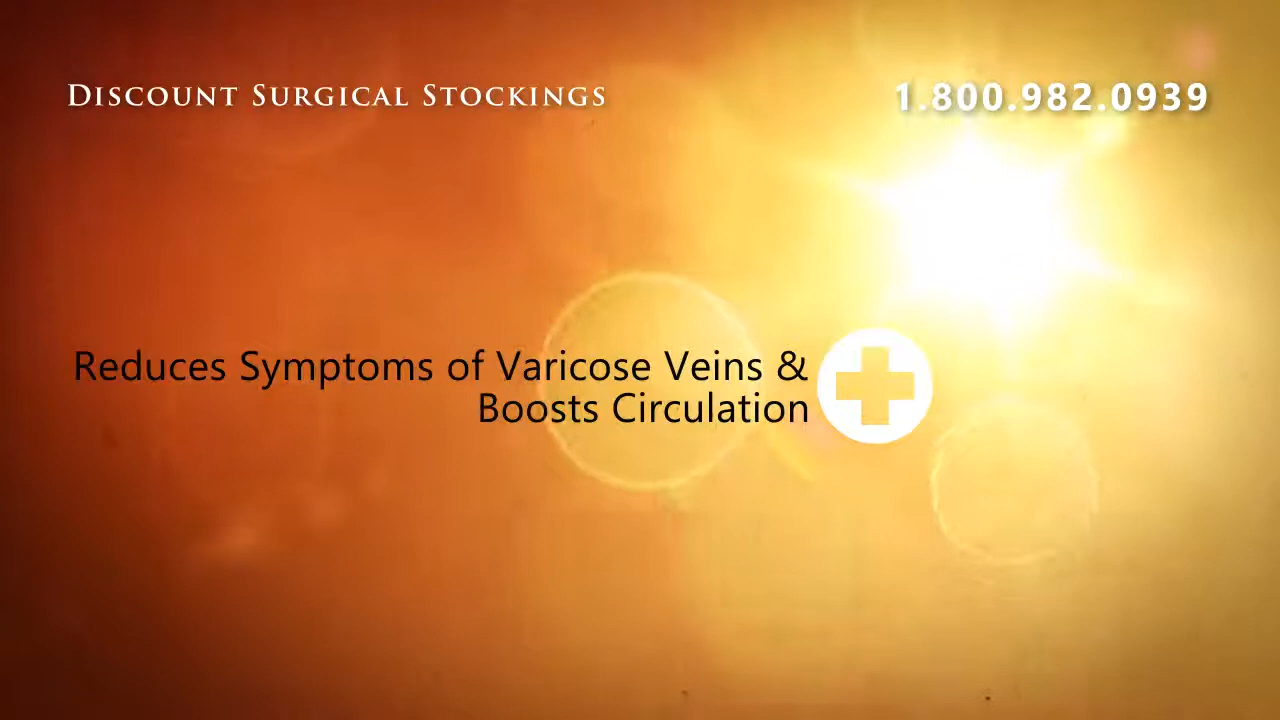 Discount Surgical Stockings
1.800.982.0939
Reduces Symptoms of Varicose Veins &
Boosts Circulation